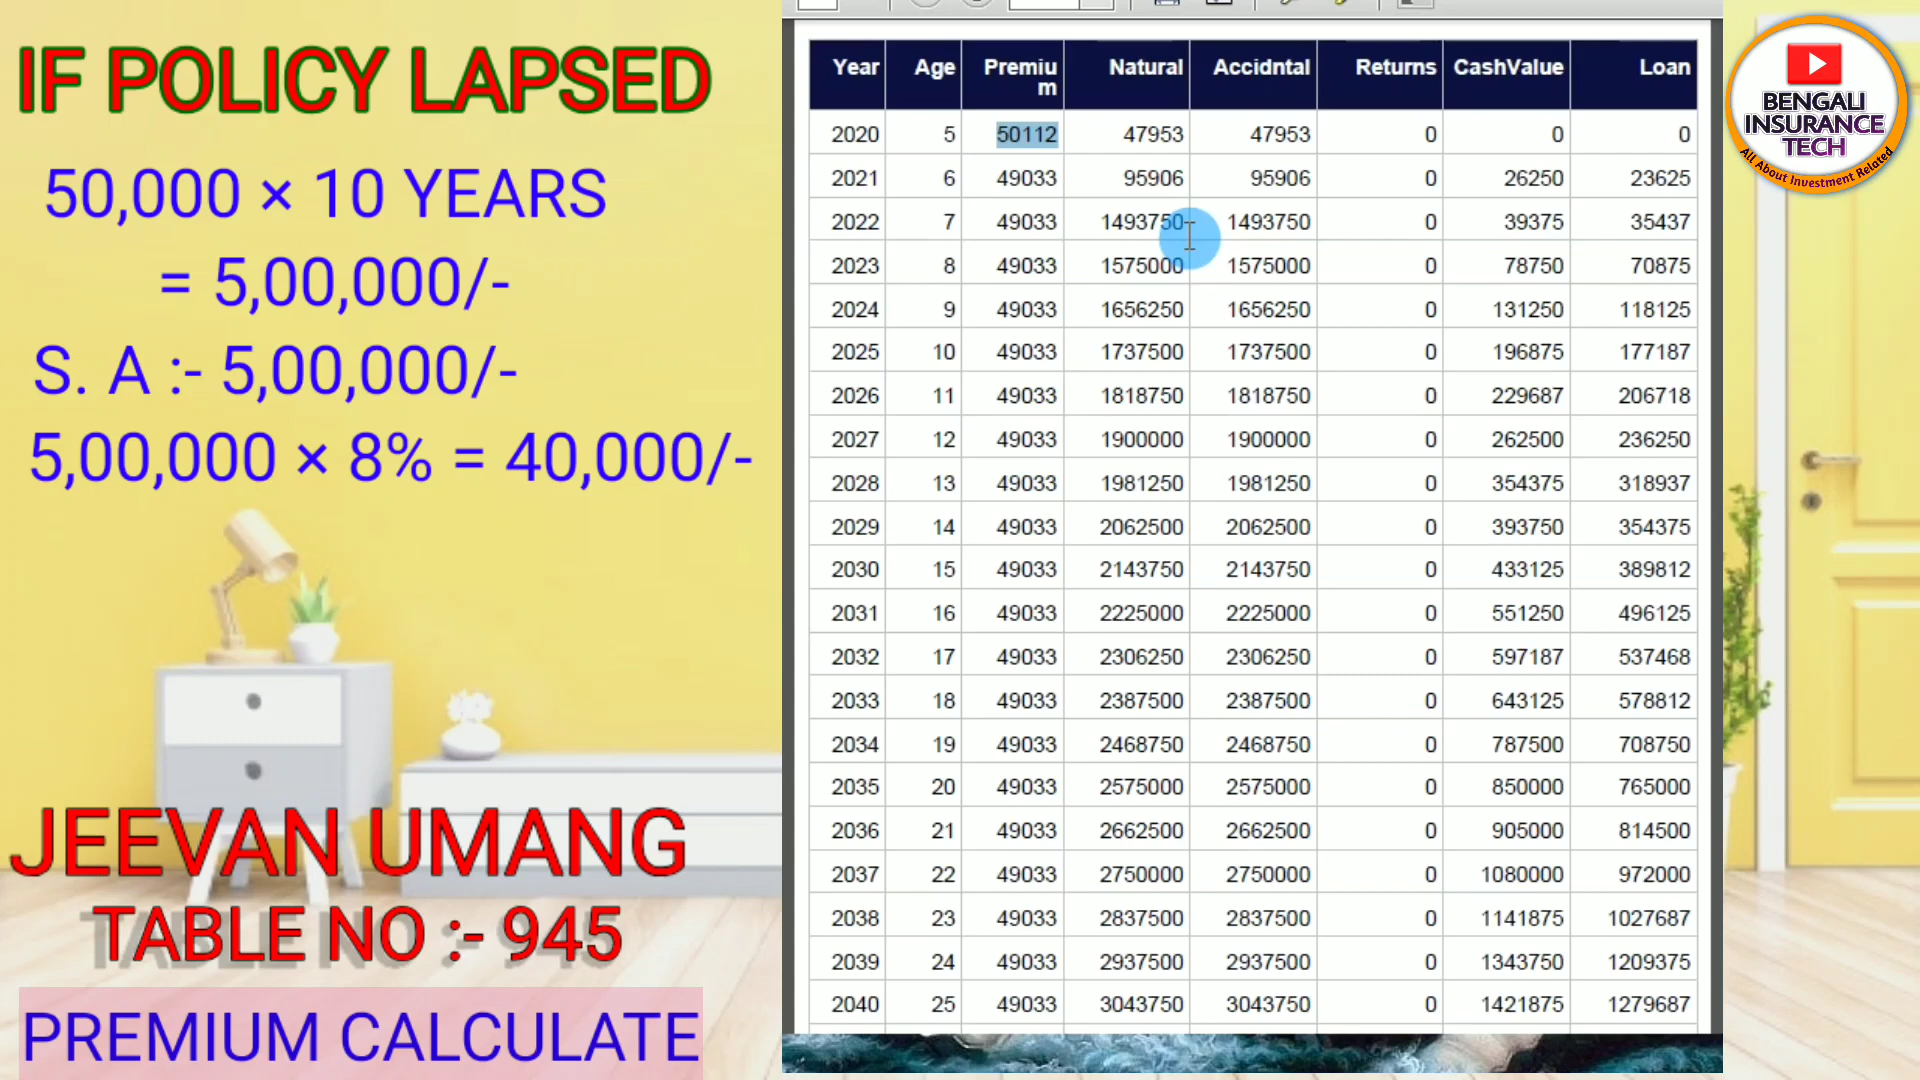 IF POLICY LAPSED
50,000 × 10 YEARS
= 5,00,000/-
S. A :- 5,00,000/-
5,00,000 × 8% = 40,000/-
JEEVAN UMANG
TABLE NO :- 945
PREMIUM CALCULATE
Year Age Premiu Natural Accidntal Returns CashValue Loan
m
2020 5 50112 47953 47953 0 0 0
2021 6 49033 95906 95906 0 26250 23625
2022 7 49033 1493750 1493750 0 39375 35437
2023 8 49033 1575000 1575000 0 78750 70875
2024 9 49033 1656250 1656250 0 131250 118125
2025 10 49033 1737500 1737500 0 196875 177187
2026 11 49033 1818750 1818750 0 229687 206718
2027 12 49033 1900000 1900000 0 262500 236250
2028 13 49033 1981250 1981250 0 354375 318937
2029 14 49033 2062500 2062500 0 393750 354375
2030 15 49033 2143750 2143750 0 433125 389812
2031 16 49033 2225000 2225000 0 551250 496125
2032 17 49033 2306250 2306250 0 597187 537468
2033 18 49033 2387500 2387500 0 643125 578812
2034 19 49033 2468750 2468750 0 787500 708750
2035 20 49033 2575000 2575000 0 850000 765000
2036 21 49033 2662500 2662500 0 905000 814500
2037 22 49033 2750000 2750000 0 1080000 972000
2038 23 49033 2837500 2837500 0 1141875 1027687
2039 24 49033 2937500 2937500 0 1343750 1209375
2040 25 49033 3043750 3043750 0 1421875 1279687
BENGALI
INSURANCE
TECH
All About Investment Related